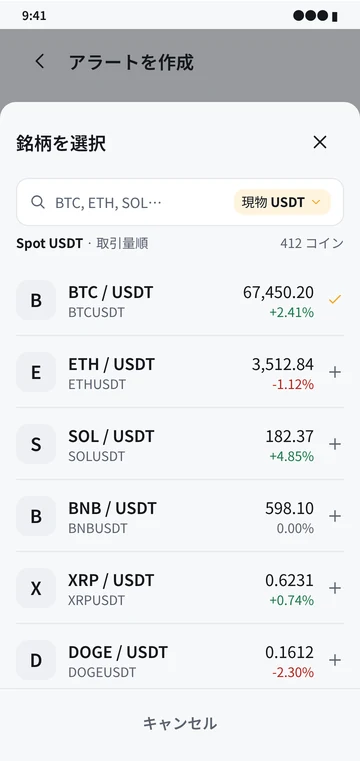 9:41
アラートを作成
銘柄を選択
BTC, ETH, SOL… 現物 USDT
Spot USDT · 取引量順 412 コイン
B BTC / USDT 67,450.20
BTCUSDT +2.41%
E ETH / USDT 3,512.84
ETHUSDT -1.12%
S SOL / USDT 182.37
SOLUSDT +4.85%
B BNB / USDT 598.10
BNBUSDT 0.00%
X XRP / USDT 0.6231
XRPUSDT +0.74%
D DOGE / USDT 0.1612
DOGEUSDT -2.30%
キャンセル